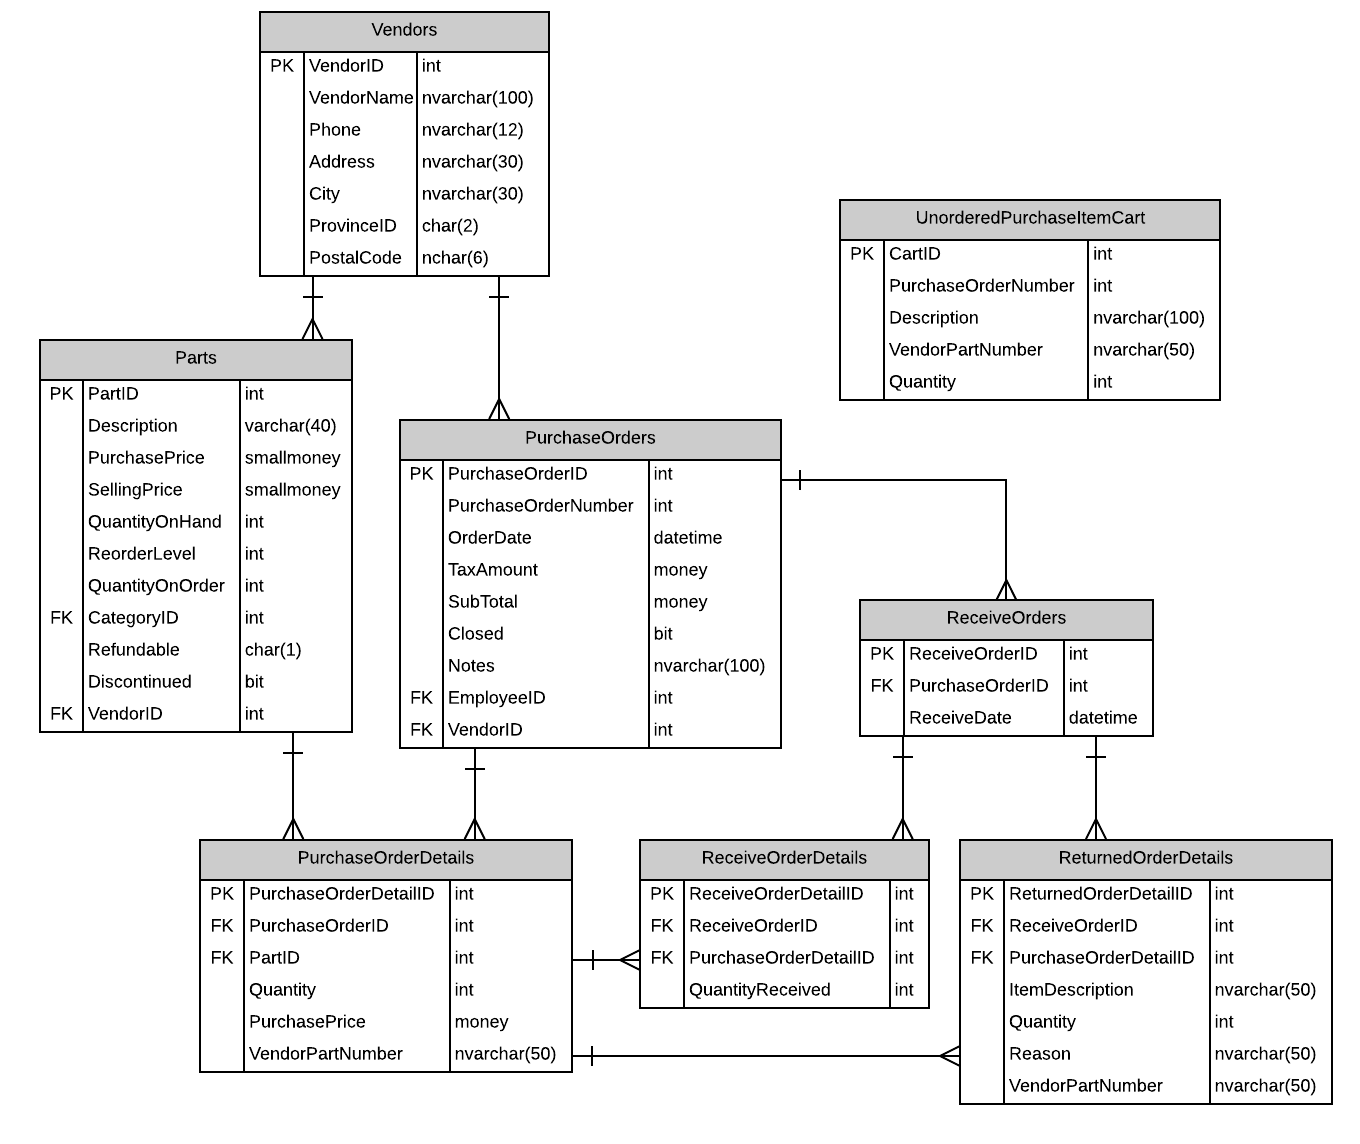 Vendors
PK VendorID int
VendorName nvarchar(100)
Phone nvarchar(12)
Address nvarchar(30)
City nvarchar(30)
ProvinceID char(2)
PostalCode nchar(6)
UnorderedPurchaseItemCart
PK CartID int
PurchaseOrderNumber int
Description nvarchar(100)
VendorPartNumber nvarchar(50)
Quantity int
Parts
PK PartID int
Description varchar(40)
PurchasePrice smallmoney
SellingPrice smallmoney
QuantityOnHand int
ReorderLevel int
QuantityOnOrder int
FK CategoryID int
Refundable char(1)
Discontinued bit
FK VendorID int
PurchaseOrders
PK PurchaseOrderID int
PurchaseOrderNumber int
OrderDate datetime
TaxAmount money
SubTotal money
Closed bit
Notes nvarchar(100)
FK EmployeeID int
FK VendorID int
ReceiveOrders
PK ReceiveOrderID int
FK PurchaseOrderID int
ReceiveDate datetime
PurchaseOrderDetails
PK PurchaseOrderDetailID int
FK PurchaseOrderID int
FK PartID int
Quantity int
PurchasePrice money
VendorPartNumber nvarchar(50)
ReceiveOrderDetails
PK ReceiveOrderDetailID int
FK ReceiveOrderID int
FK PurchaseOrderDetailID int
QuantityReceived int
ReturnedOrderDetails
PK ReturnedOrderDetailID int
FK ReceiveOrderID int
FK PurchaseOrderDetailID int
ItemDescription nvarchar(50)
Quantity int
Reason nvarchar(50)
VendorPartNumber nvarchar(50)